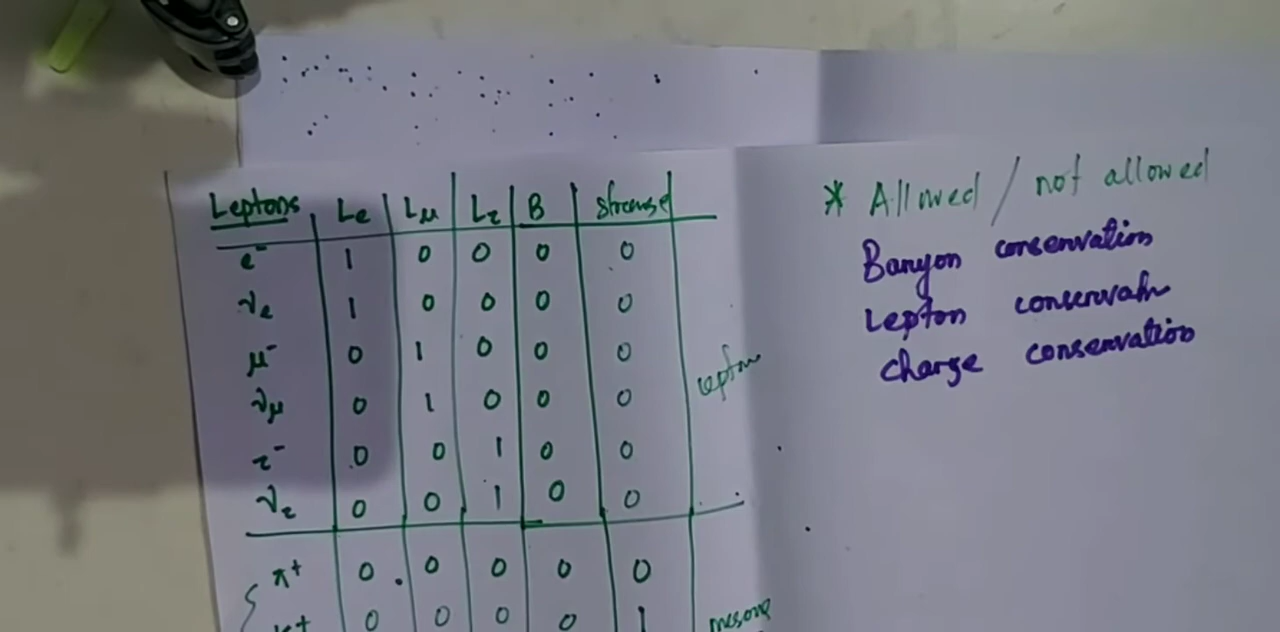 Leptons Le Lμ Lτ B strange
e⁻ 1 0 0 0 0
νe 1 0 0 0 0
μ⁻ 0 1 0 0 0
νμ 0 1 0 0 0
τ⁻ 0 0 1 0 0
ντ 0 0 1 0 0
leptons
π⁺ 0 0 0 0 0
K⁺ 0 0 0 0 1
mesons
* Allowed / not allowed
Baryon conservation
Lepton conservatn
charge conservation